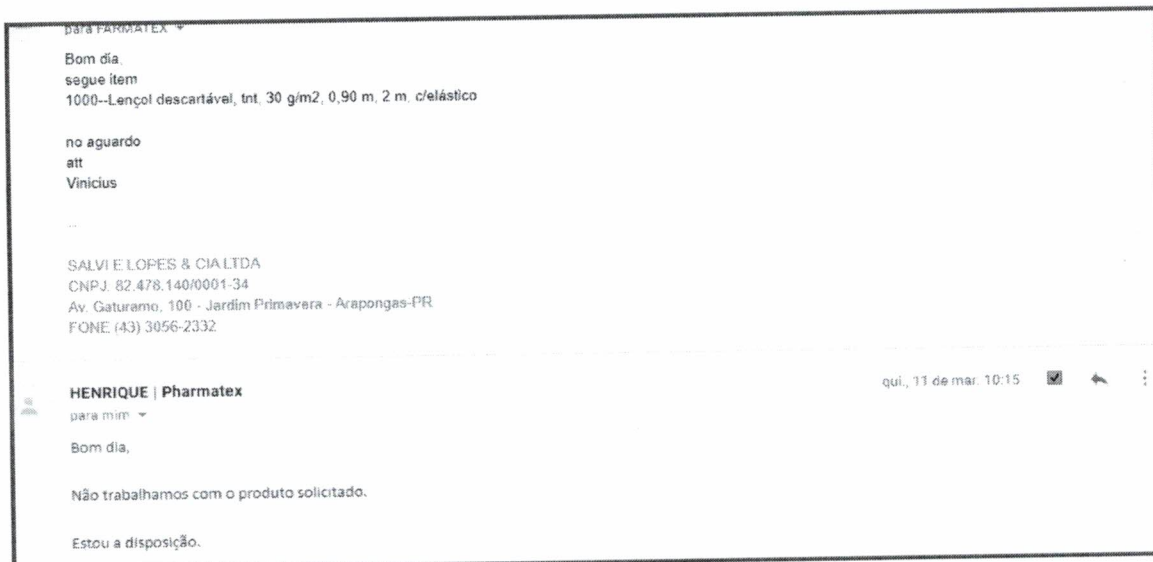 para FARMATEX
Bom dia,
segue item
1000--Lençol descartável, tnt, 30 g/m2, 0,90 m, 2 m, c/elástico
no aguardo
att
Vinicius
...
SALVI E LOPES & CIA LTDA
CNPJ. 82.478.140/0001-34
Av. Gaturamo, 100 - Jardim Primavera - Arapongas-PR
FONE (43) 3056-2332
HENRIQUE | Pharmatex
qui., 11 de mar. 10:15
para mim
Bom dia,
Não trabalhamos com o produto solicitado.
Estou a disposição.